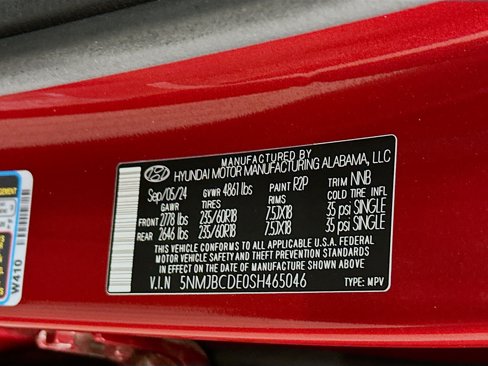 MANUFACTURED BY
HYUNDAI MOTOR MANUFACTURING ALABAMA, LLC
Sep/05/24 GVWR 4861 lbs PAINT R2P TRIM NNB
GAWR TIRES RIMS COLD TIRE INFL
FRONT 2778 lbs 235/60R18 7.5JX18 35 psi SINGLE
REAR 2646 lbs 235/60R18 7.5JX18 35 psi SINGLE
THIS VEHICLE CONFORMS TO ALL APPLICABLE U.S.A. FEDERAL
MOTOR VEHICLE SAFETY AND THEFT PREVENTION STANDARDS
IN EFFECT ON THE DATE OF MANUFACTURE SHOWN ABOVE.
V.I.N 5NMJBCDE0SH465046 TYPE: MPV
W410